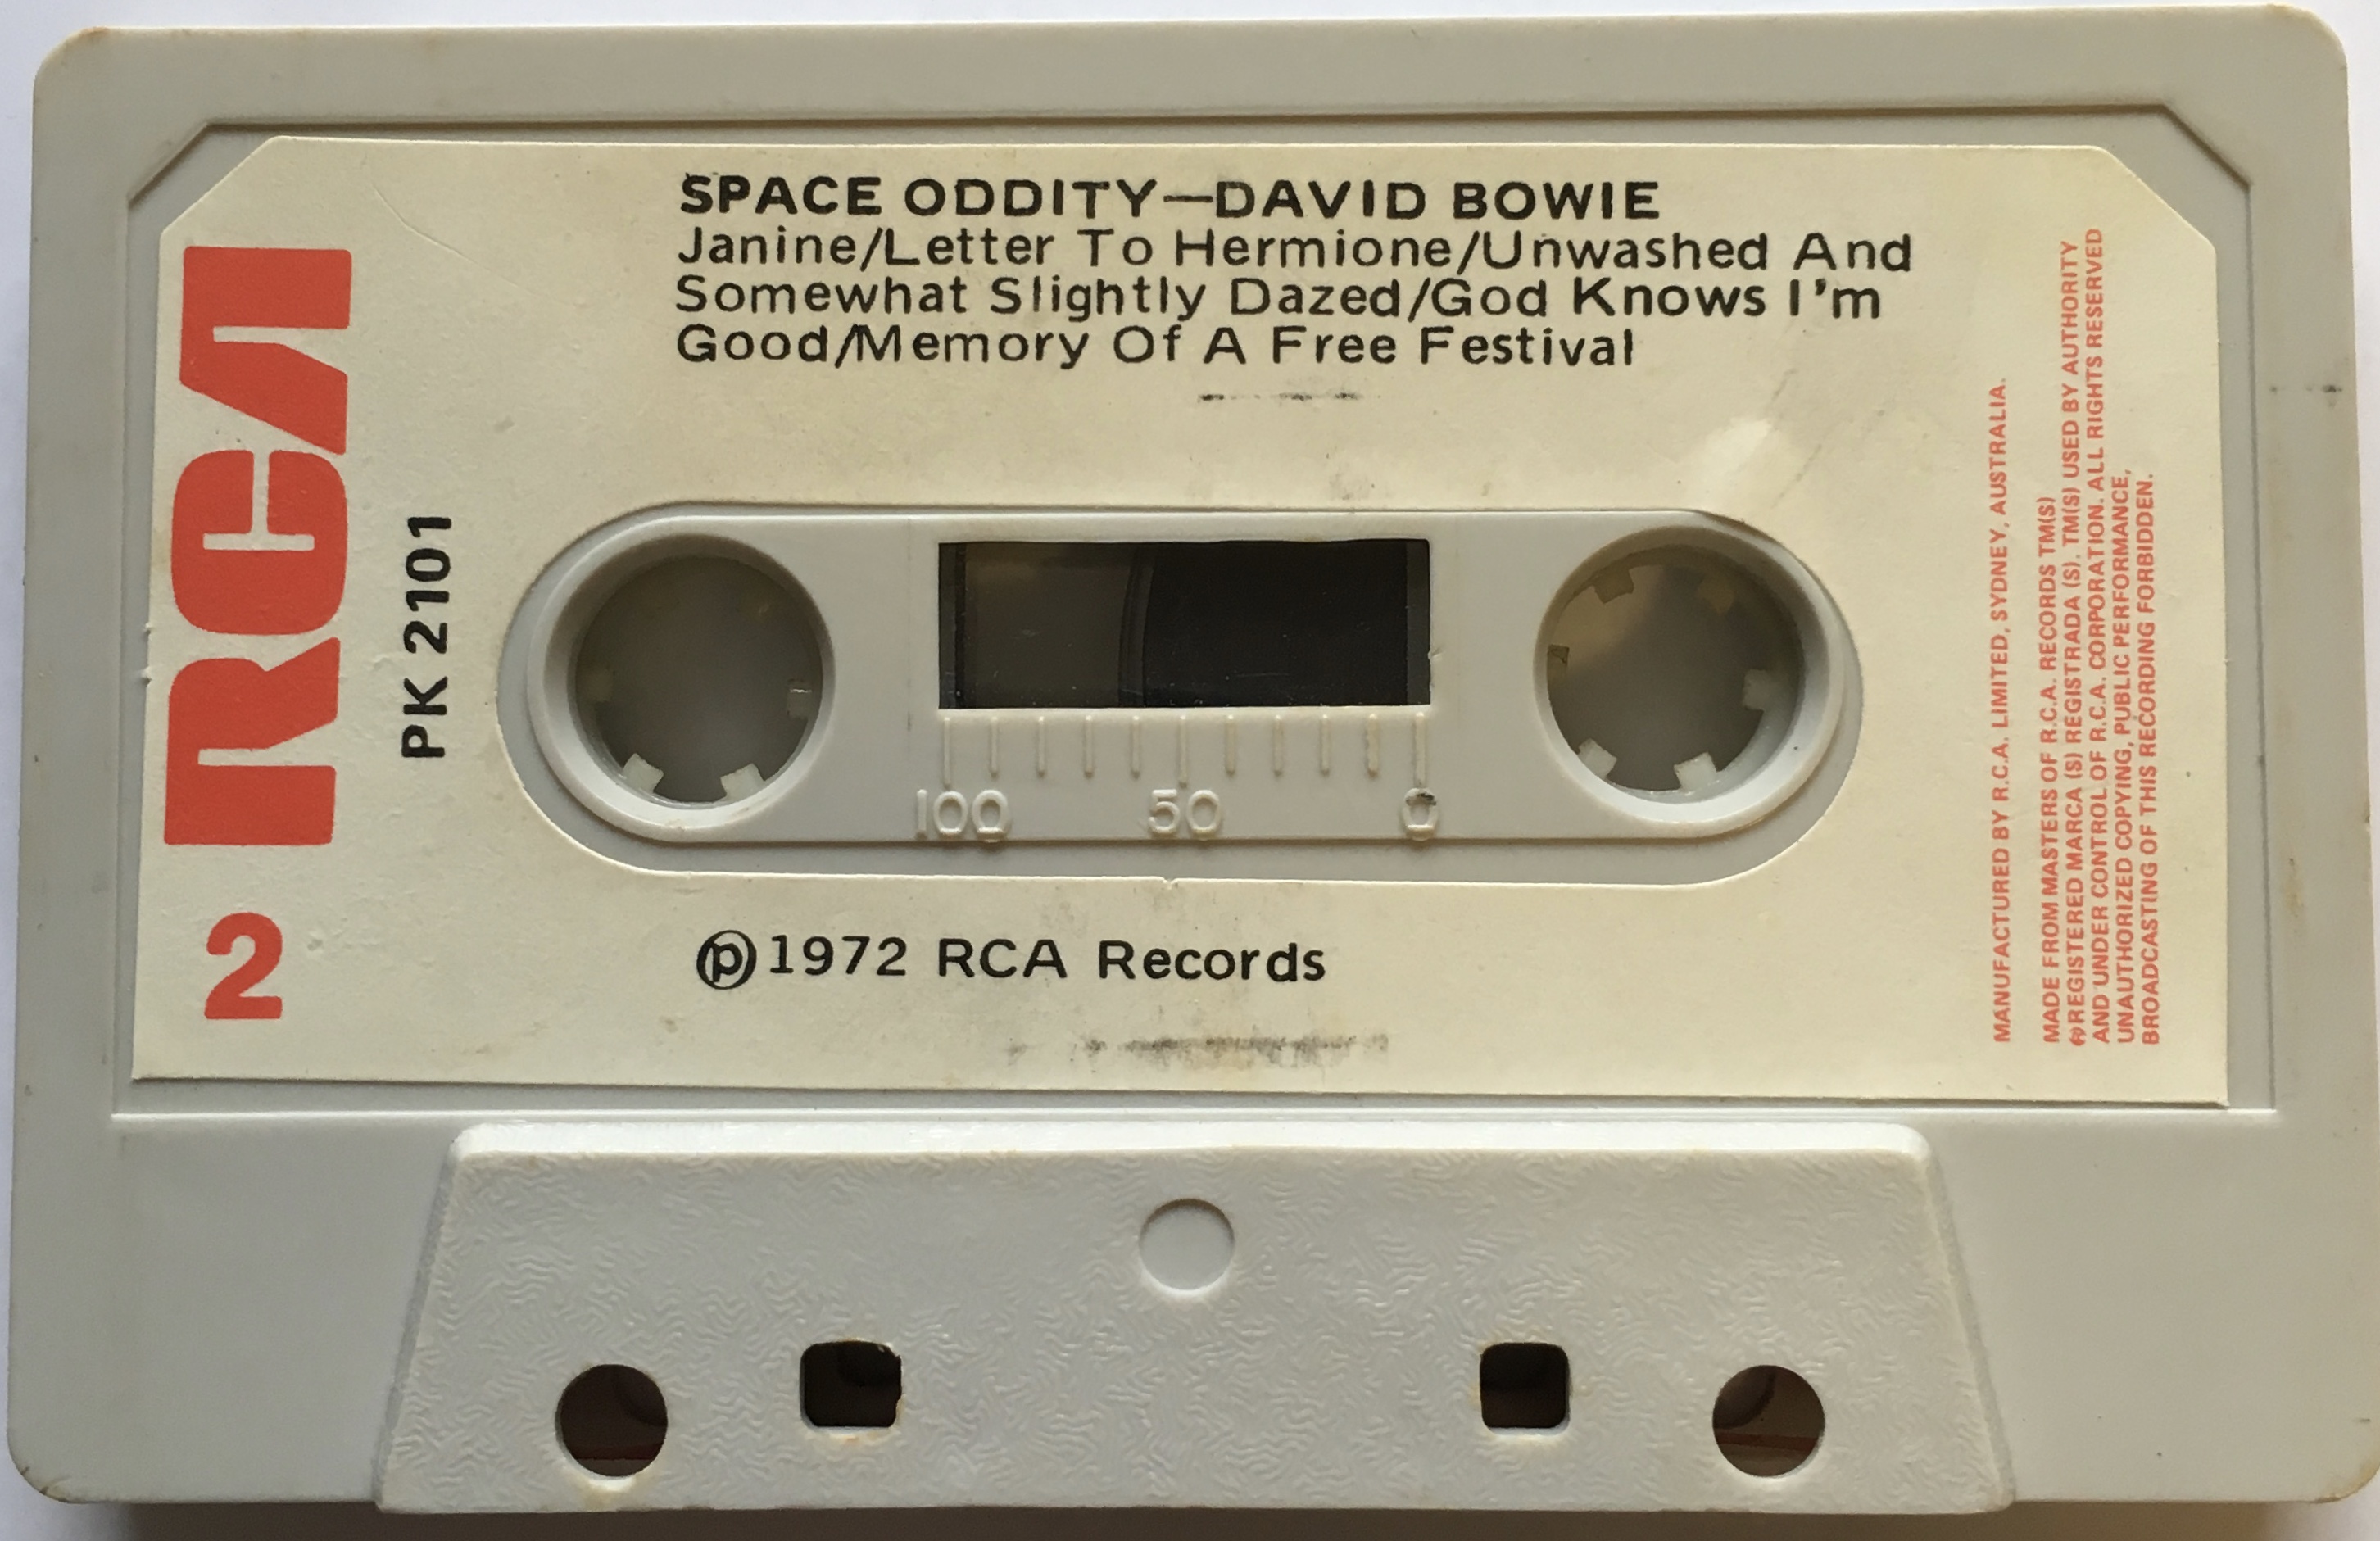 SPACE ODDITY—DAVID BOWIE
Janine/Letter To Hermione/Unwashed And
Somewhat Slightly Dazed/God Knows I'm
Good/Memory Of A Free Festival
RCA
2
PK 2101
100 50 0
℗1972 RCA Records
MANUFACTURED BY R.C.A. LIMITED, SYDNEY, AUSTRALIA.
MADE FROM MASTERS OF R.C.A. RECORDS TM(S)
®REGISTERED MARCA (S) REGISTRADA (S). TM(S) USED BY AUTHORITY
AND UNDER CONTROL OF R.C.A. CORPORATION. ALL RIGHTS RESERVED
UNAUTHORIZED COPYING, PUBLIC PERFORMANCE,
BROADCASTING OF THIS RECORDING FORBIDDEN.